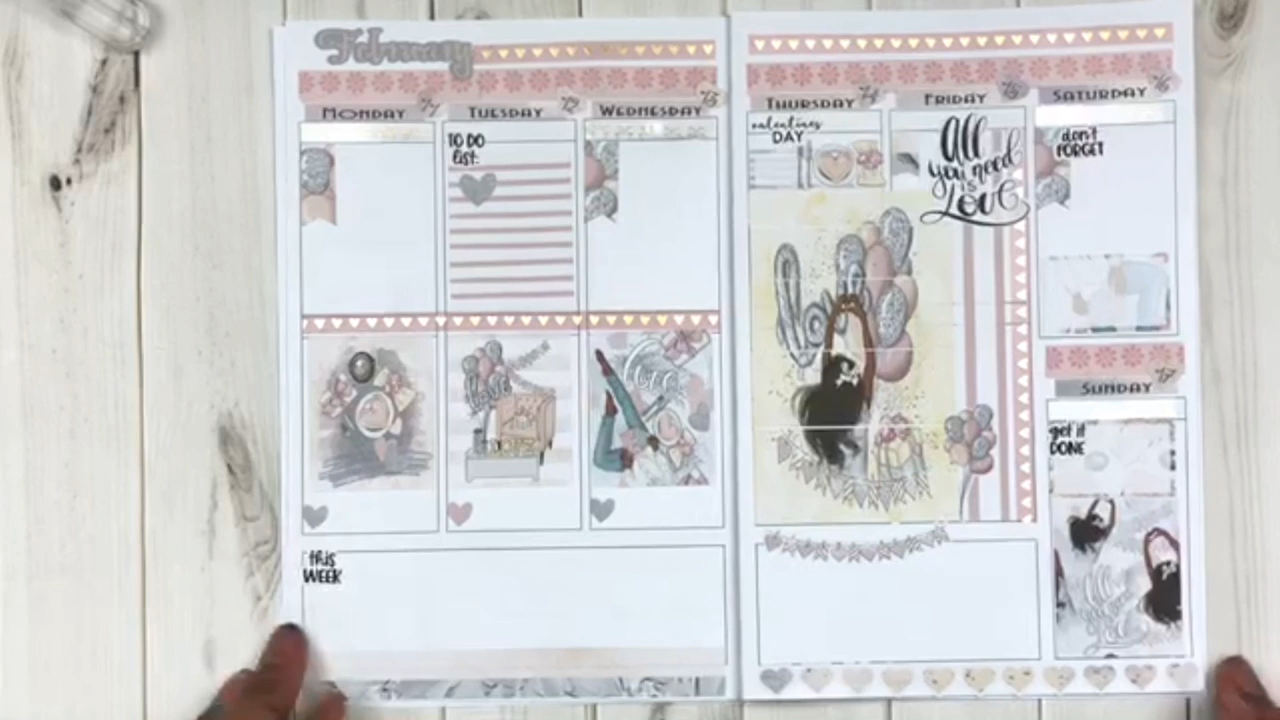 February
MONDAY
TUESDAY
WEDNESDAY
THURSDAY
FRIDAY
SATURDAY
TO DO
list:
valentines
DAY
All
you need
is
Love
don't
FORGET
SUNDAY
get it
DONE
this
WEEK